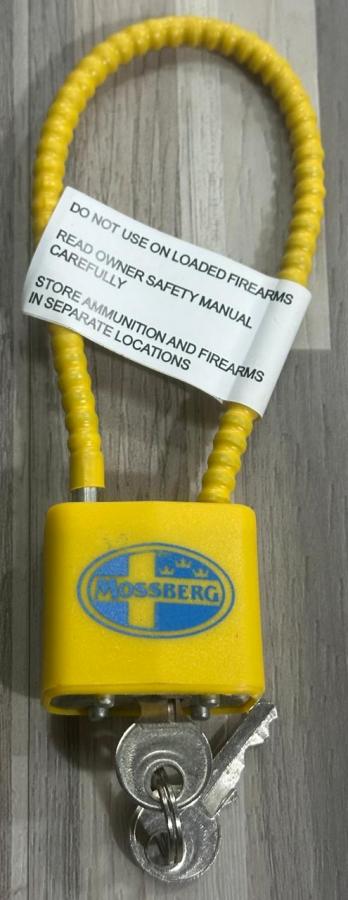 DO NOT USE ON LOADED FIREARMS
READ OWNER SAFETY MANUAL
CAREFULLY
STORE AMMUNITION AND FIREARMS
IN SEPARATE LOCATIONS
MOSSBERG